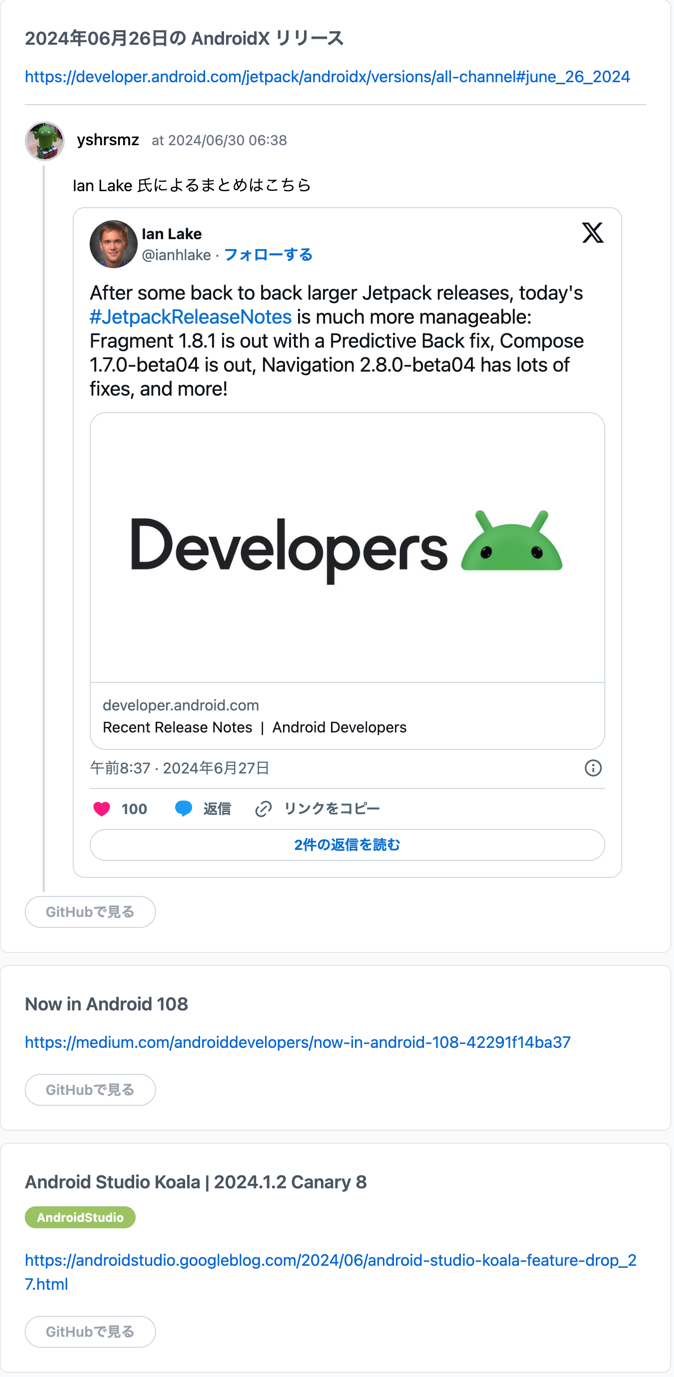 2024年06月26日の AndroidX リリース
https://developer.android.com/jetpack/androidx/versions/all-channel#june_26_2024
yshrsmz at 2024/06/30 06:38
Ian Lake 氏によるまとめはこちら
Ian Lake
@ianhlake · フォローする
After some back to back larger Jetpack releases, today's
#JetpackReleaseNotes is much more manageable:
Fragment 1.8.1 is out with a Predictive Back fix, Compose
1.7.0-beta04 is out, Navigation 2.8.0-beta04 has lots of
fixes, and more!
Developers
developer.android.com
Recent Release Notes | Android Developers
午前8:37 · 2024年6月27日
100 返信 リンクをコピー
2件の返信を読む
GitHubで見る
Now in Android 108
https://medium.com/androiddevelopers/now-in-android-108-42291f14ba37
GitHubで見る
Android Studio Koala | 2024.1.2 Canary 8
AndroidStudio
https://androidstudio.googleblog.com/2024/06/android-studio-koala-feature-drop_2
7.html
GitHubで見る